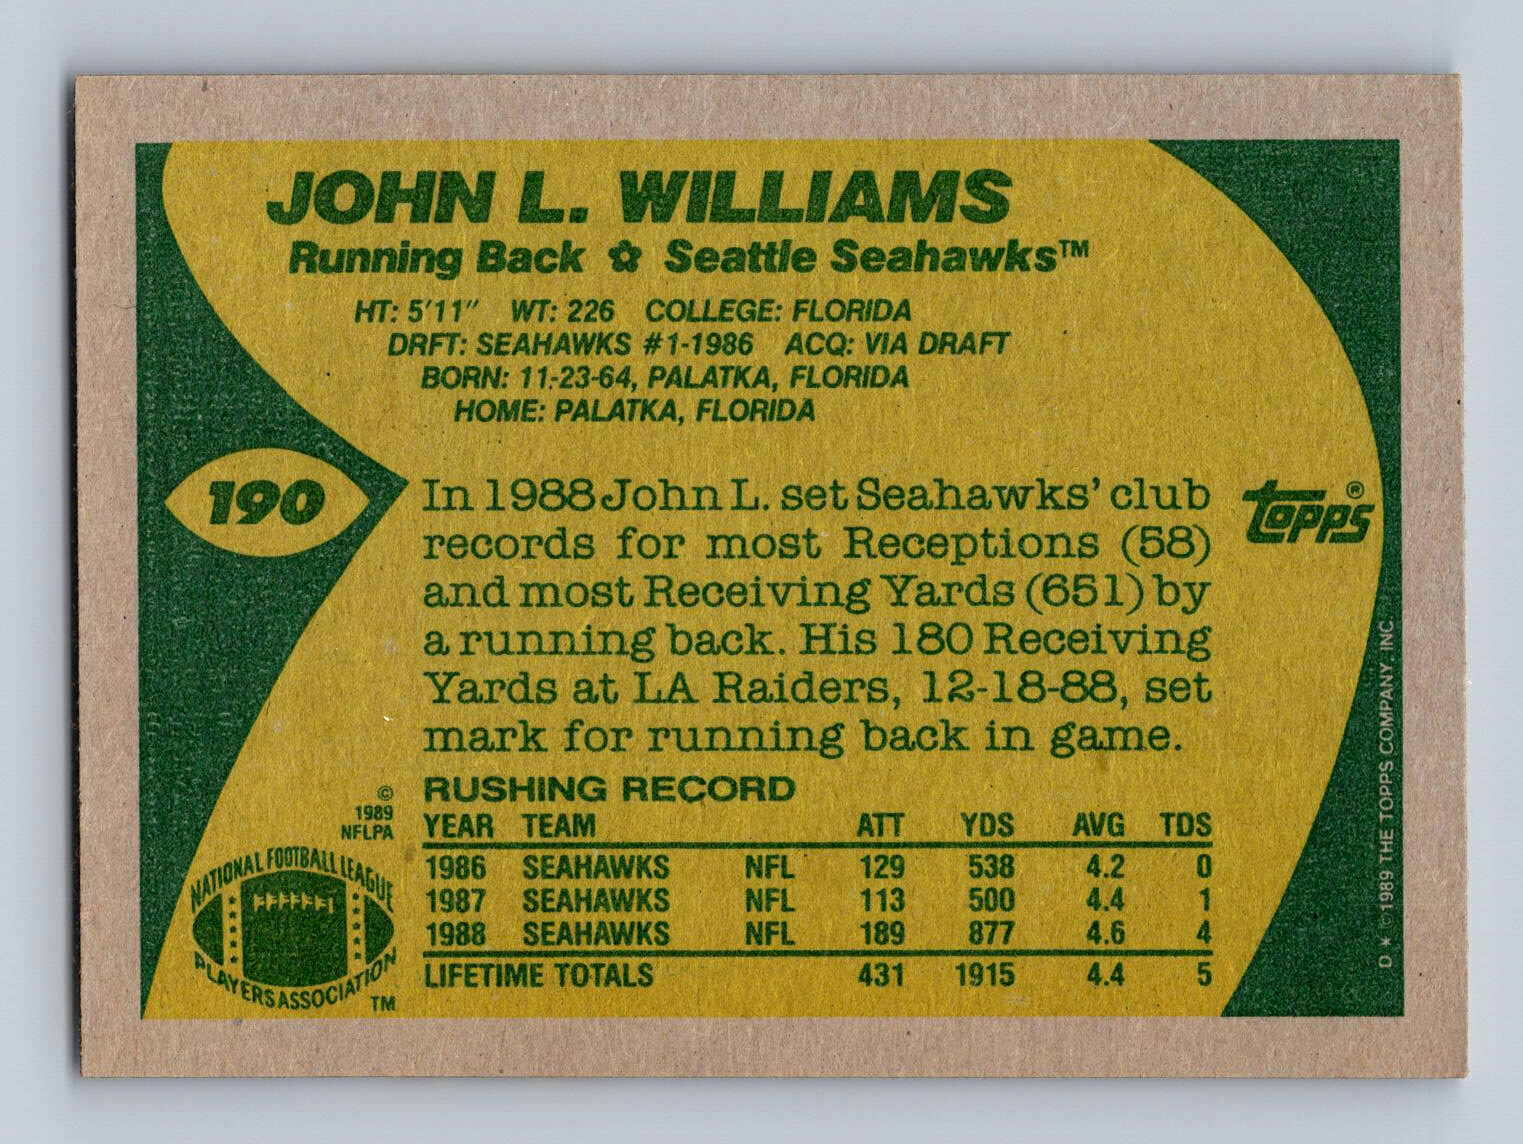 JOHN L. WILLIAMS
Running Back ✿ Seattle Seahawks™
HT: 5'11" WT: 226 COLLEGE: FLORIDA
DRFT: SEAHAWKS #1-1986 ACQ: VIA DRAFT
BORN: 11-23-64, PALATKA, FLORIDA
HOME: PALATKA, FLORIDA
190
In 1988 John L. set Seahawks' club
records for most Receptions (58)
and most Receiving Yards (651) by
a running back. His 180 Receiving
Yards at LA Raiders, 12-18-88, set
mark for running back in game.
topps®
RUSHING RECORD
YEAR TEAM ATT YDS AVG TDS
1986 SEAHAWKS NFL 129 538 4.2 0
1987 SEAHAWKS NFL 113 500 4.4 1
1988 SEAHAWKS NFL 189 877 4.6 4
LIFETIME TOTALS 431 1915 4.4 5
©
1989
NFLPA
NATIONAL FOOTBALL LEAGUE
PLAYERS ASSOCIATION
TM
D * © 1989 THE TOPPS COMPANY, INC.